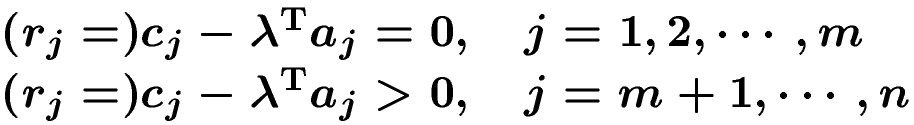 (r_j =)c_j − λ^T a_j = 0, j = 1, 2, ⋯ , m
(r_j =)c_j − λ^T a_j > 0, j = m + 1, ⋯ , n